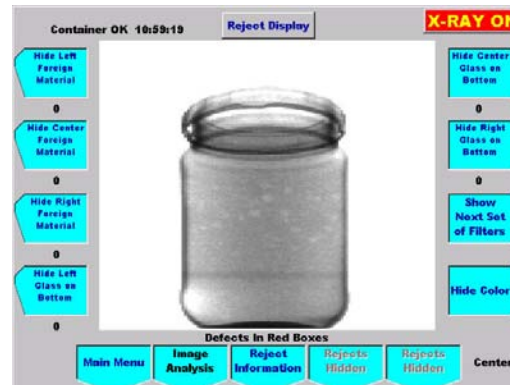 Container OK 10:59:19
Reject Display
X-RAY ON
Hide Left
Foreign
Material
0
Hide Center
Foreign
Material
0
Hide Right
Foreign
Material
0
Hide Left
Glass on
Bottom
0
Hide Center
Glass on
Bottom
0
Hide Right
Glass on
Bottom
0
Show
Next Set
of Filters
Hide Color
Defects In Red Boxes
Main Menu
Image
Analysis
Reject
Information
Rejects
Hidden
Rejects
Hidden
Center